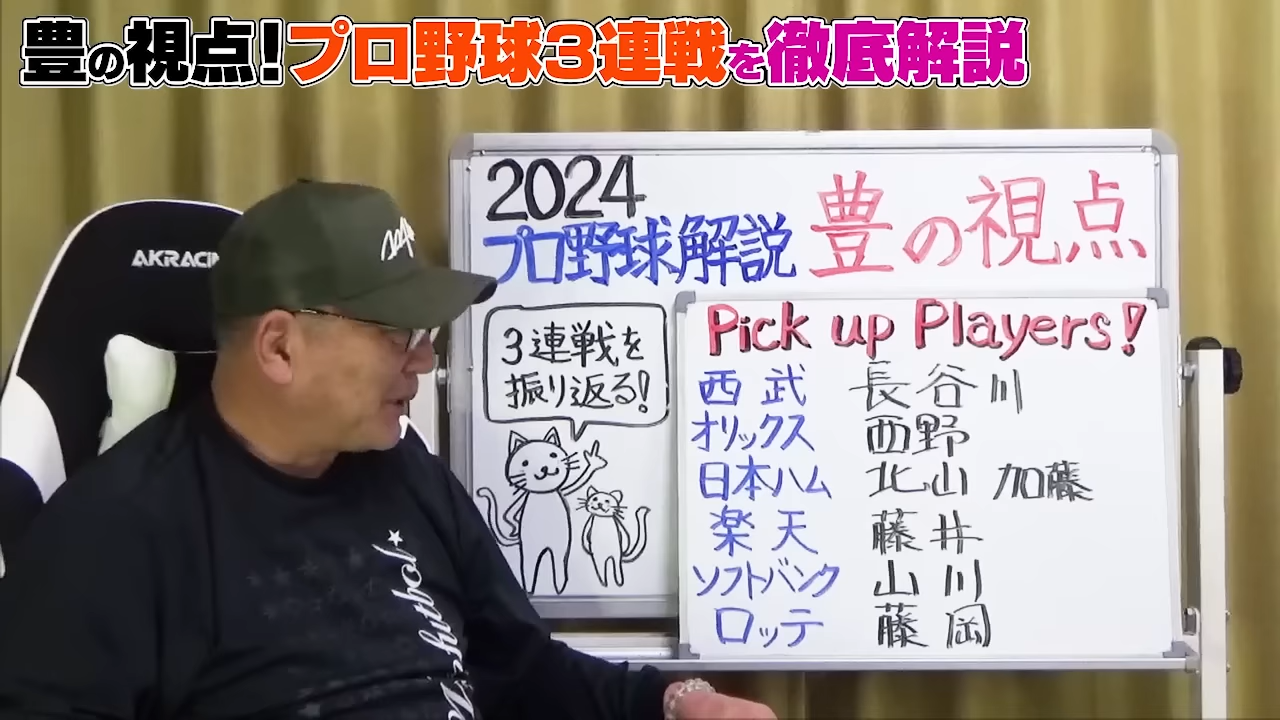 豊の視点！プロ野球３連戦を徹底解説
AKRACIN
2024
プロ野球解説
豊の視点
3連戦を
振り返る!
Pick up Players!
西武 長谷川
オリックス 西野
日本ハム 北山 加藤
楽天 藤井
ソフトバンク 山川
ロッテ 藤岡